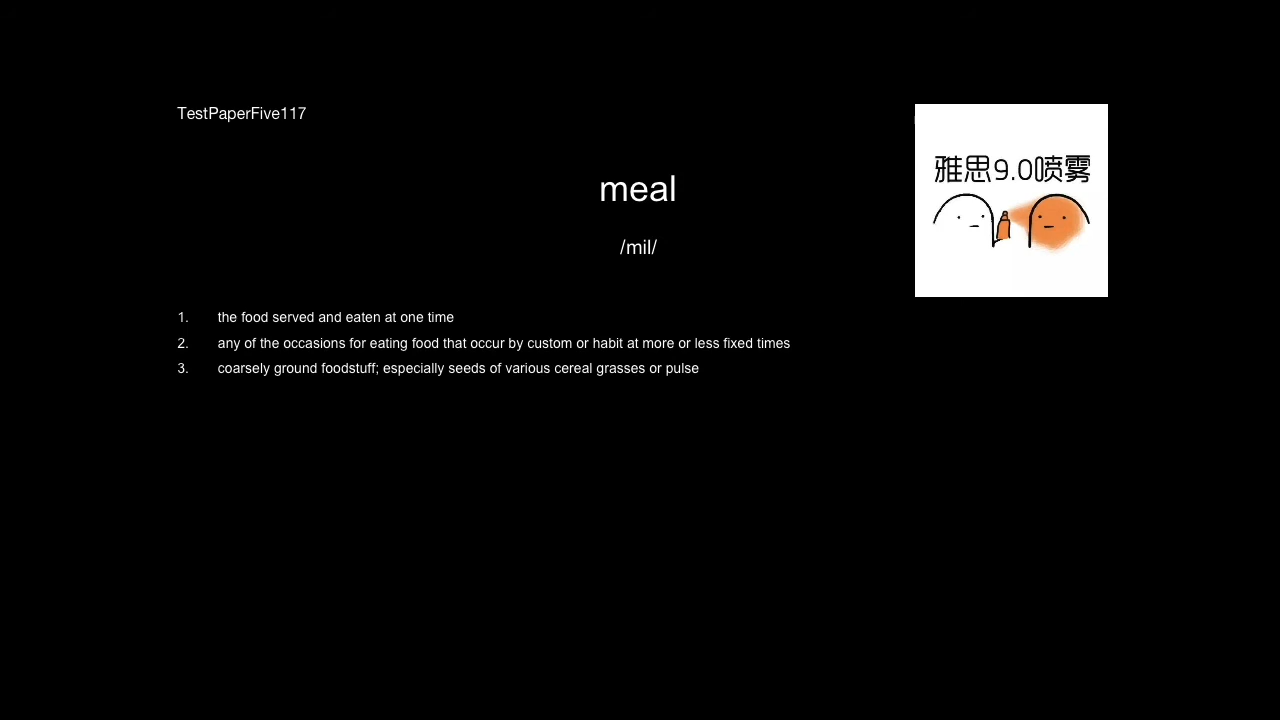 TestPaperFive117
雅思9.0喷雾
meal
/mil/
1. the food served and eaten at one time
2. any of the occasions for eating food that occur by custom or habit at more or less fixed times
3. coarsely ground foodstuff; especially seeds of various cereal grasses or pulse